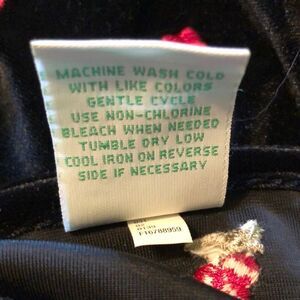 MACHINE WASH COLD
WITH LIKE COLORS
GENTLE CYCLE
USE NON-CHLORINE
BLEACH WHEN NEEDED
TUMBLE DRY LOW
COOL IRON ON REVERSE
SIDE IF NECESSARY
F16788959